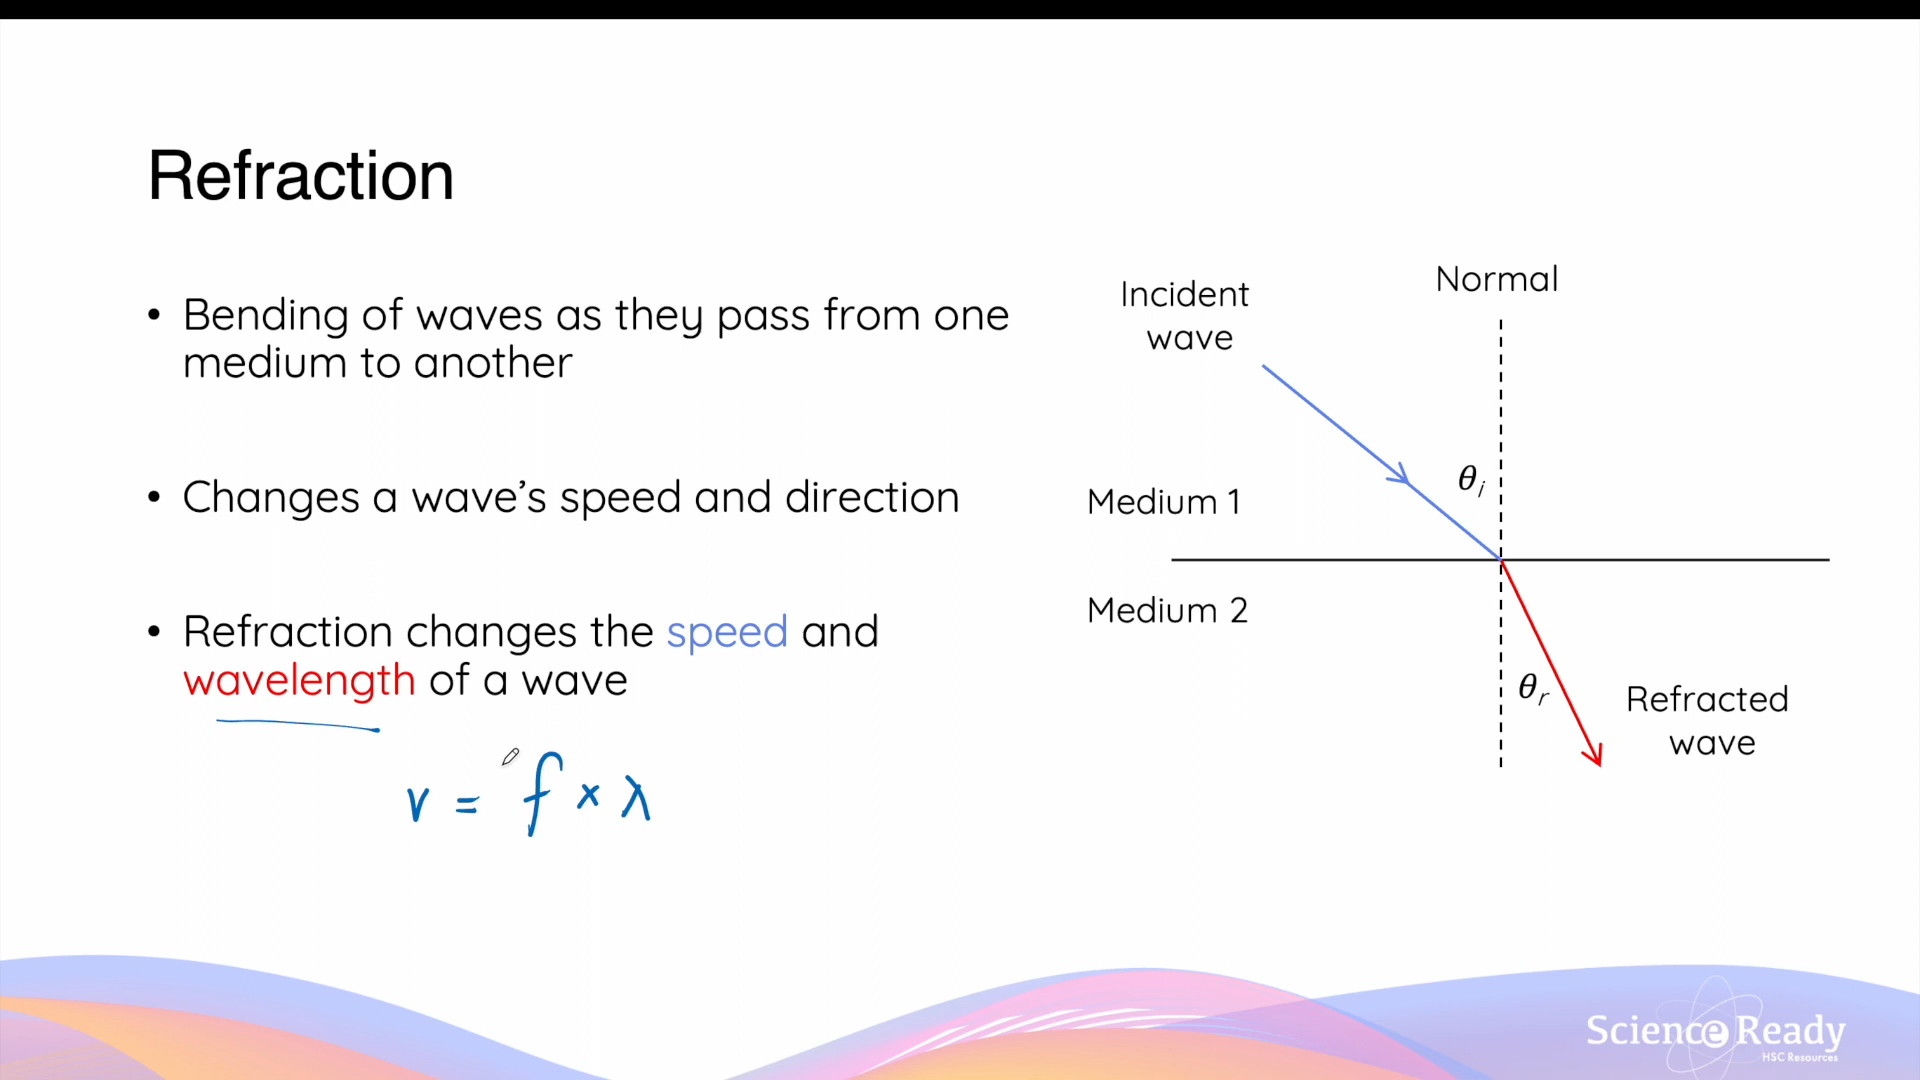 Refraction
• Bending of waves as they pass from one
medium to another
• Changes a wave's speed and direction
• Refraction changes the speed and
wavelength of a wave
v = f × λ
Incident
wave
Normal
θi
Medium 1
Medium 2
θr
Refracted
wave
Science Ready
HSC Resources